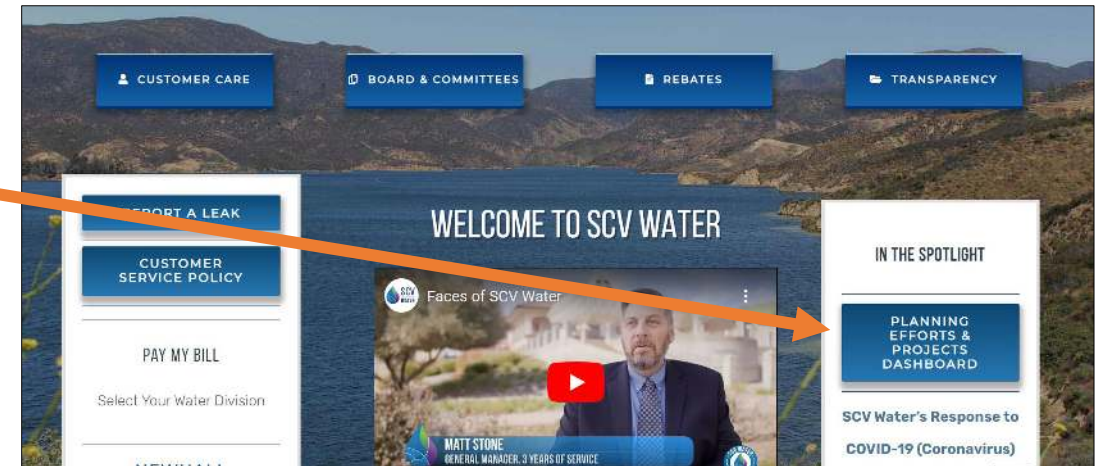 CUSTOMER CARE
BOARD & COMMITTEES
REBATES
TRANSPARENCY
REPORT A LEAK
CUSTOMER
SERVICE POLICY
PAY MY BILL
Select Your Water Division
WELCOME TO SCV WATER
SCV
WATER
Faces of SCV Water
MATT STONE
GENERAL MANAGER, 3 YEARS OF SERVICE
IN THE SPOTLIGHT
PLANNING
EFFORTS &
PROJECTS
DASHBOARD
SCV Water's Response to
COVID-19 (Coronavirus)